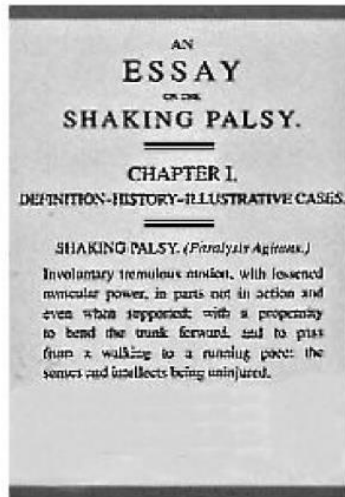 AN
ESSAY
ON THE
SHAKING PALSY.
CHAPTER I.
DEFINITION-HISTORY-ILLUSTRATIVE CASES.
SHAKING PALSY. (Paralysis Agitans.)
Involuntary tremulous motion, with lessened
muscular power, in parts not in action and
even when supported; with a propensity
to bend the trunk forward, and to pass
from a walking to a running pace: the
senses and intellects being uninjured.